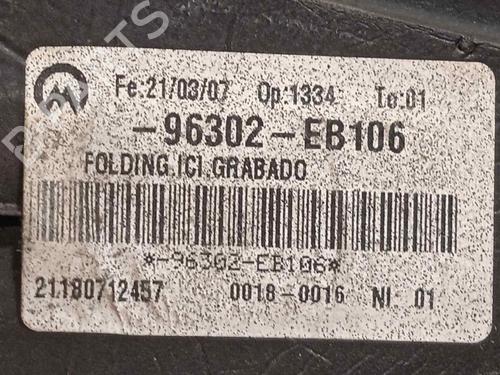 Fe:21/03/07 Op:1334 Te:01
-96302-EB106
FOLDING.ICI.GRABADO
*-96302-EB106*
21180712457 0018-0016 NI: 01